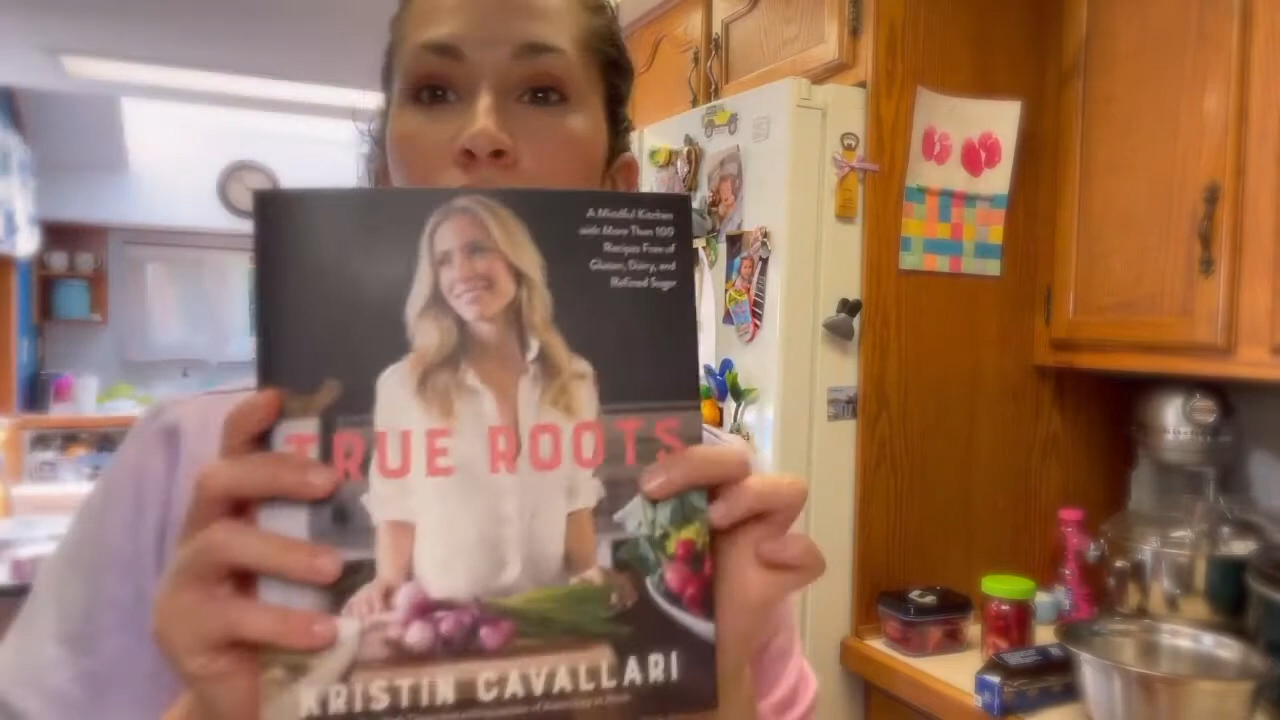 A Mindful Kitchen
with More Than 100
Recipes Free of
Gluten, Dairy, and
Refined Sugar
TRUE ROOTS
KRISTIN CAVALLARI